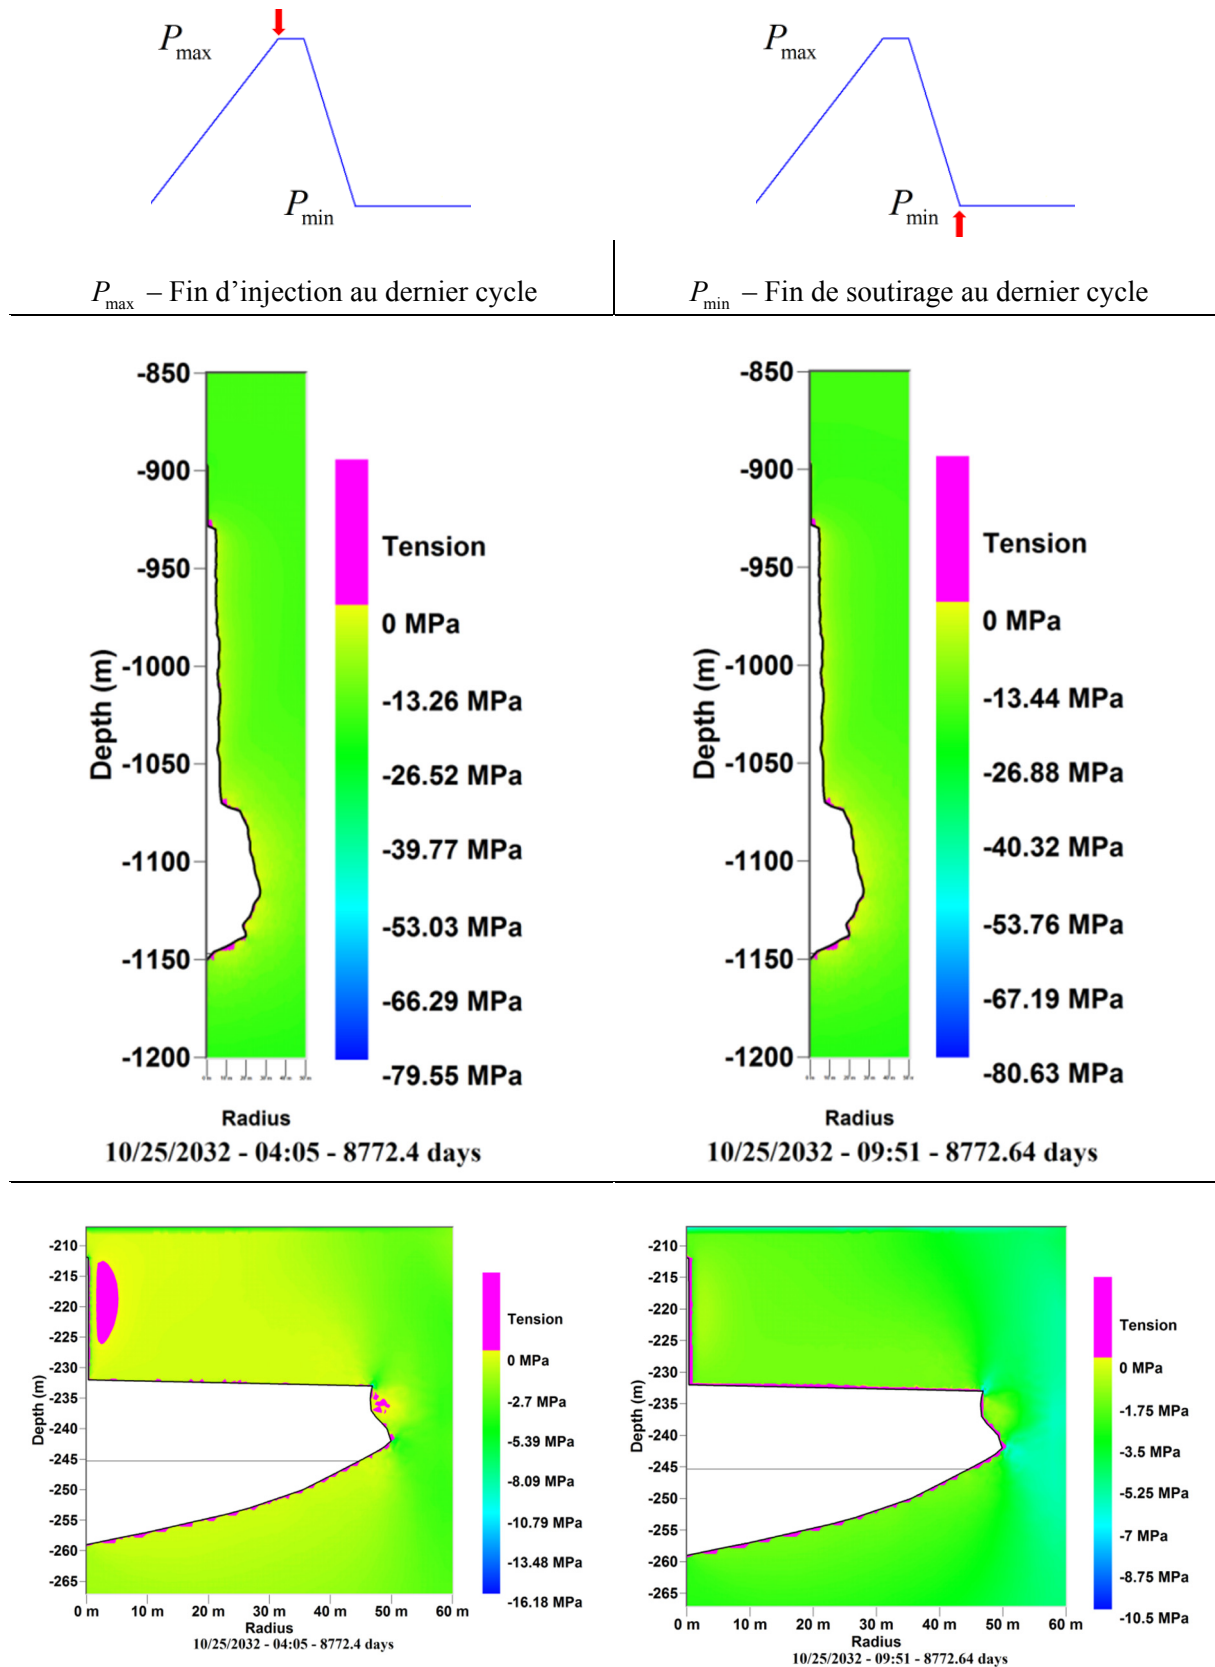 P max
P min
P max
P min
P max – Fin d’injection au dernier cycle
P min – Fin de soutirage au dernier cycle
-850
-900
-950
-1000
-1050
-1100
-1150
-1200
Depth (m)
Tension
0 MPa
-13.26 MPa
-26.52 MPa
-39.77 MPa
-53.03 MPa
-66.29 MPa
-79.55 MPa
Radius
10/25/2032 - 04:05 - 8772.4 days
-850
-900
-950
-1000
-1050
-1100
-1150
-1200
Depth (m)
Tension
0 MPa
-13.44 MPa
-26.88 MPa
-40.32 MPa
-53.76 MPa
-67.19 MPa
-80.63 MPa
Radius
10/25/2032 - 09:51 - 8772.64 days
-210
-215
-220
-225
-230
-235
-240
-245
-250
-255
-260
-265
Depth (m)
0 m 10 m 20 m 30 m 40 m 50 m 60 m
Radius
10/25/2032 - 04:05 - 8772.4 days
Tension
0 MPa
-2.7 MPa
-5.39 MPa
-8.09 MPa
-10.79 MPa
-13.48 MPa
-16.18 MPa
-210
-215
-220
-225
-230
-235
-240
-245
-250
-255
-260
-265
Depth (m)
0 m 10 m 20 m 30 m 40 m 50 m 60 m
Radius
10/25/2032 - 09:51 - 8772.64 days
Tension
0 MPa
-1.75 MPa
-3.5 MPa
-5.25 MPa
-7 MPa
-8.75 MPa
-10.5 MPa